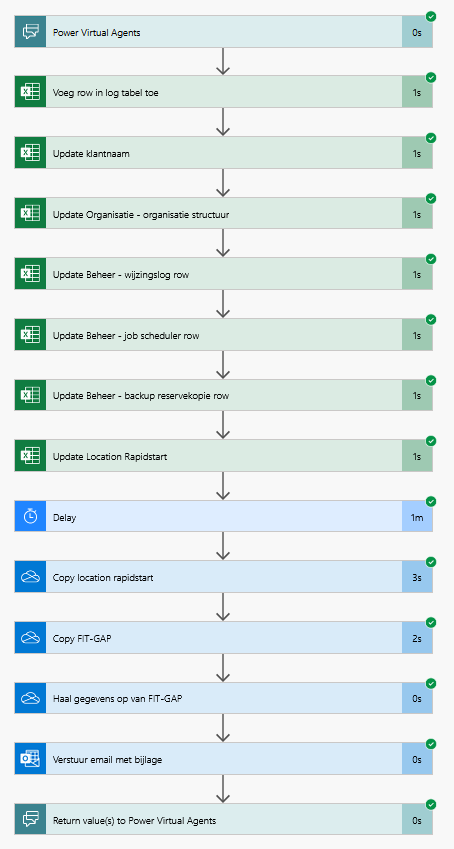 Power Virtual Agents 0s
Voeg row in log tabel toe 1s
Update klantnaam 1s
Update Organisatie - organisatie structuur 1s
Update Beheer - wijzingslog row 1s
Update Beheer - job scheduler row 1s
Update Beheer - backup reservekopie row 1s
Update Location Rapidstart 1s
Delay 1m
Copy location rapidstart 3s
Copy FIT-GAP 2s
Haal gegevens op van FIT-GAP 0s
Verstuur email met bijlage 0s
Return value(s) to Power Virtual Agents 0s